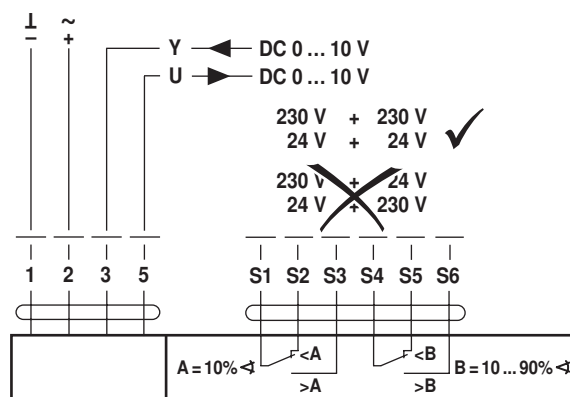 ⊥ ~
– +
Y DC 0 ... 10 V
U DC 0 ... 10 V
230 V + 230 V
24 V + 24 V
230 V + 24 V
24 V + 230 V
1 2 3 5 S1 S2 S3 S4 S5 S6
<A <B
A = 10% ∢ B = 10 ... 90% ∢
>A >B